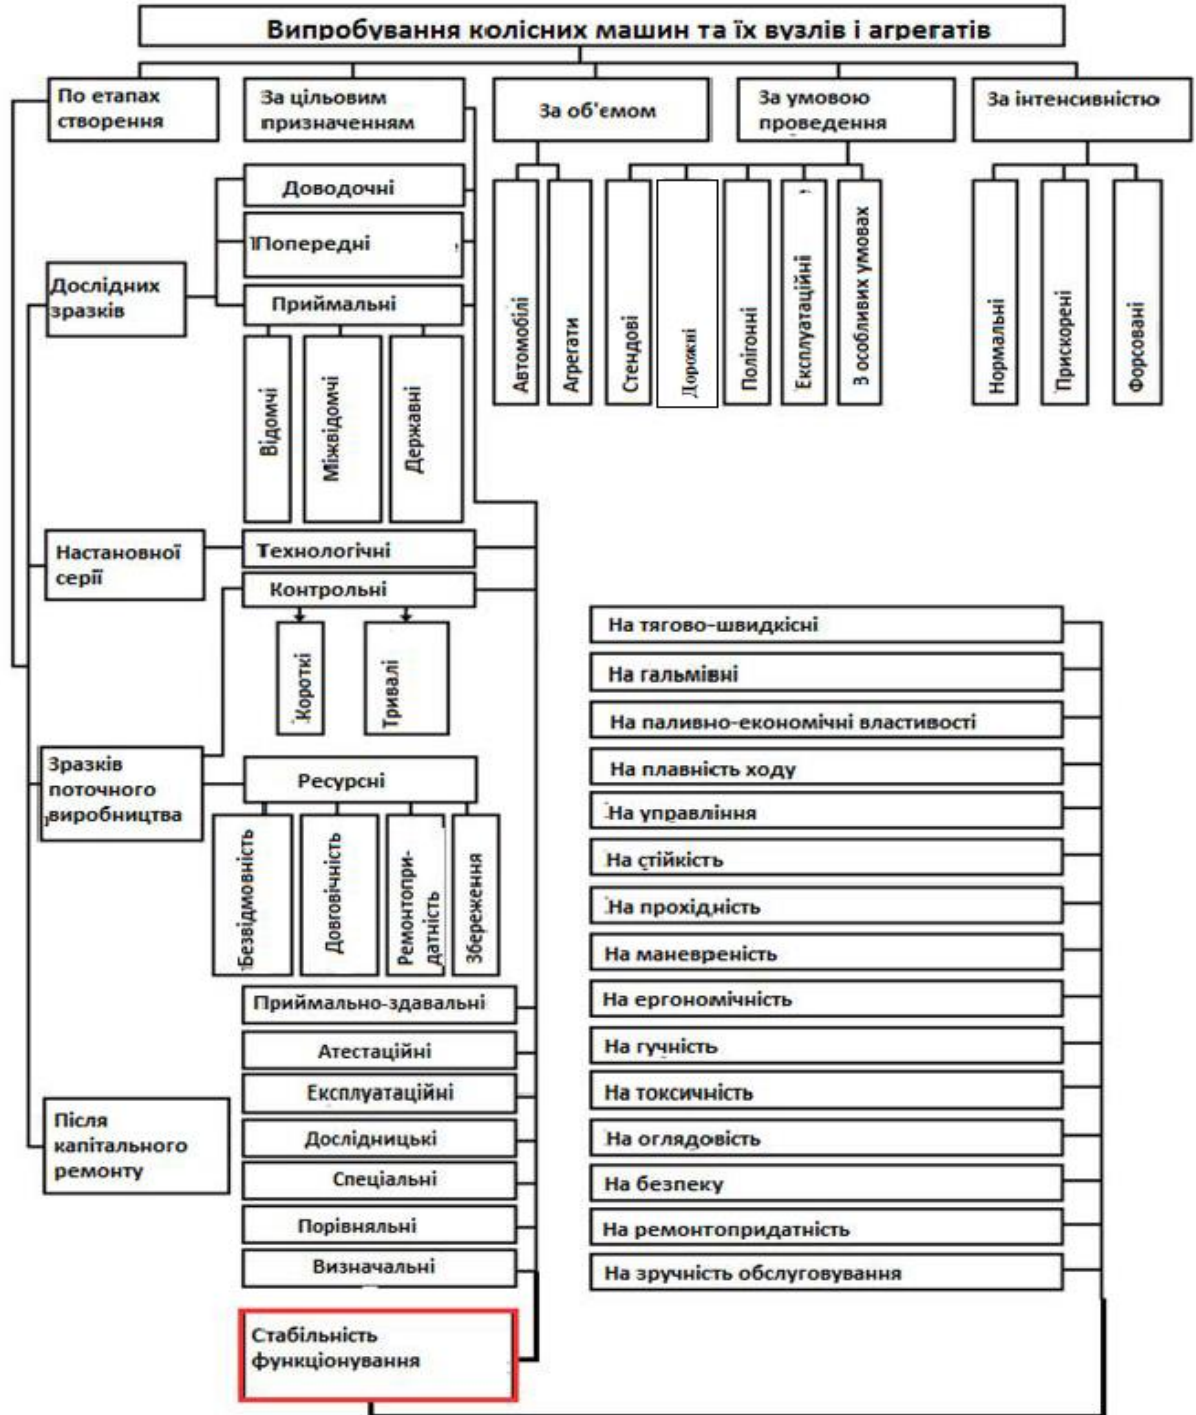 Випробування колісних машин та їх вузлів і агрегатів
По етапах
створення
За цільовим
призначенням
За об'ємом
За умовою
проведення
За інтенсивністю
Доводочні
Попередні
Приймальні
Дослідних
зразків
Відомчі
Міжвідомчі
Державні
Автомобілі
Агрегати
Стендові
Дорожні
Полігонні
Експлуатаційні
З особливих умовах
Нормальні
Прискорені
Форсовані
Настановної
серії
Технологічні
Контрольні
Короткі
Тривалі
Зразків
поточного
виробництва
Ресурсні
Безвідмовність
Довговічність
Ремонтопри-
датність
Збереження
Приймально-здавальні
Атестаційні
Експлуатаційні
Дослідницькі
Спеціальні
Порівняльні
Визначальні
Після
капітального
ремонту
Стабільність
функціонування
На тягово-швидкісні
На гальмівні
На паливно-економічні властивості
На плавність ходу
На управління
На стійкість
На прохідність
На маневреність
На ергономічність
На гучність
На токсичність
На оглядовість
На безпеку
На ремонтопридатність
На зручність обслуговування